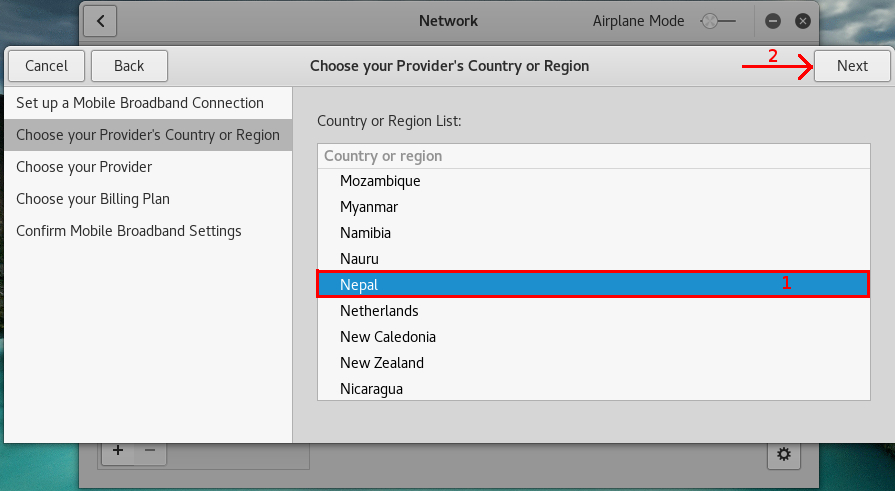 Network
Airplane Mode
Cancel
Back
Choose your Provider's Country or Region
2
Next
Set up a Mobile Broadband Connection
Choose your Provider's Country or Region
Choose your Provider
Choose your Billing Plan
Confirm Mobile Broadband Settings
Country or Region List:
Country or region
Mozambique
Myanmar
Namibia
Nauru
Nepal 1
Netherlands
New Caledonia
New Zealand
Nicaragua